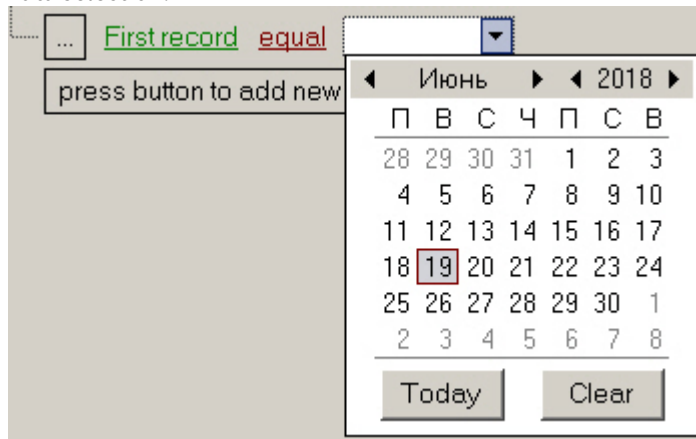 ... First record equal
press button to add new
Июнь 2018
П В С Ч П С В
28 29 30 31 1 2 3
4 5 6 7 8 9 10
11 12 13 14 15 16 17
18 19 20 21 22 23 24
25 26 27 28 29 30 1
2 3 4 5 6 7 8
Today Clear